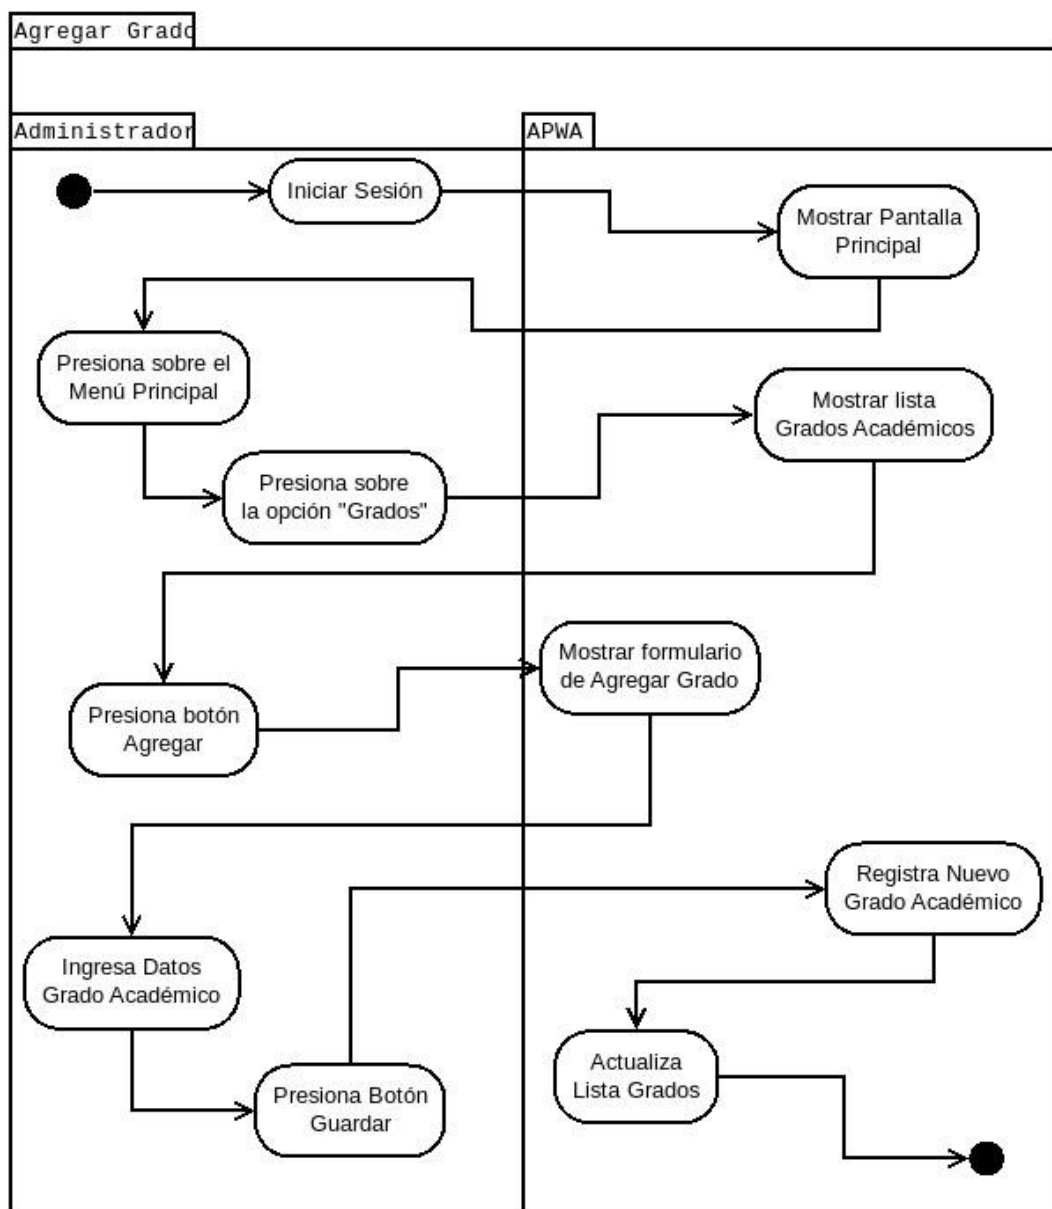 Agregar Grado
Administrador
APWA
Iniciar Sesión
Mostrar Pantalla
Principal
Presiona sobre el
Menú Principal
Mostrar lista
Grados Académicos
Presiona sobre
la opción "Grados"
Mostrar formulario
de Agregar Grado
Presiona botón
Agregar
Registra Nuevo
Grado Académico
Ingresa Datos
Grado Académico
Actualiza
Lista Grados
Presiona Botón
Guardar